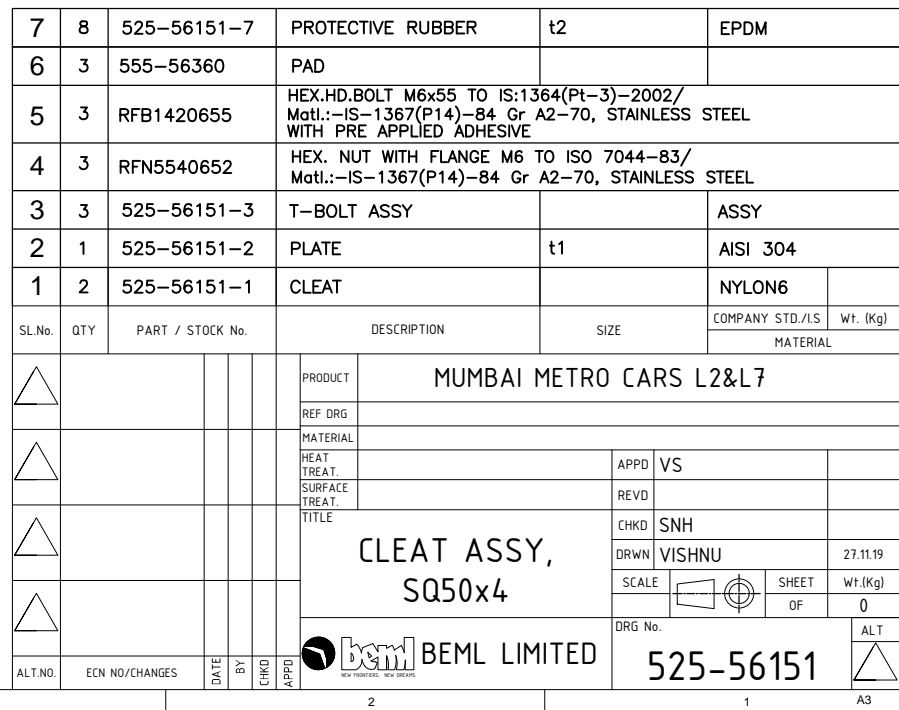 7 8 525-56151-7 PROTECTIVE RUBBER t2 EPDM
6 3 555-56360 PAD
5 3 RFB1420655 HEX.HD.BOLT M6x55 TO IS:1364(Pt-3)-2002/
Matl.:-IS-1367(P14)-84 Gr A2-70, STAINLESS STEEL
WITH PRE APPLIED ADHESIVE
4 3 RFN5540652 HEX. NUT WITH FLANGE M6 TO ISO 7044-83/
Matl.:-IS-1367(P14)-84 Gr A2-70, STAINLESS STEEL
3 3 525-56151-3 T-BOLT ASSY ASSY
2 1 525-56151-2 PLATE t1 AISI 304
1 2 525-56151-1 CLEAT NYLON6
SL.No. QTY PART / STOCK No. DESCRIPTION SIZE COMPANY STD./I.S Wt. (Kg)
MATERIAL
PRODUCT MUMBAI METRO CARS L2&L7
REF DRG
MATERIAL
HEAT
TREAT.
APPD VS
SURFACE
TREAT.
REVD
TITLE
CLEAT ASSY,
SQ50x4
CHKD SNH
DRWN VISHNU 27.11.19
SCALE SHEET Wt.(Kg)
OF 0
beml BEML LIMITED
NEW FRONTIERS. NEW DREAMS
DRG No. ALT
525-56151
ALT.NO. ECN NO/CHANGES DATE BY CHKD APPD
2 1 A3